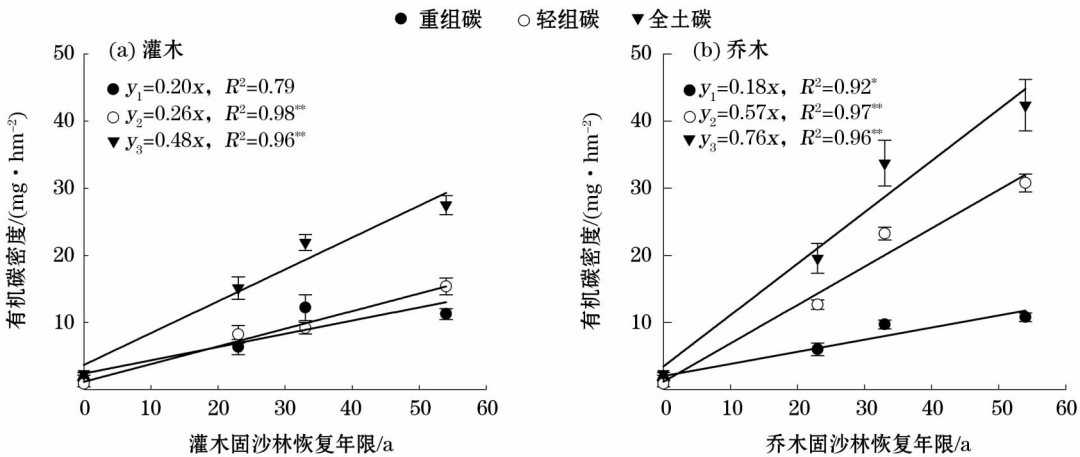 ● 重组碳 ○ 轻组碳 ▼ 全土碳
(a) 灌木
● y₁=0.20x, R²=0.79
○ y₂=0.26x, R²=0.98**
▼ y₃=0.48x, R²=0.96**
有机碳密度/(mg·hm⁻²)
50
40
30
20
10
0 10 20 30 40 50 60
灌木固沙林恢复年限/a
(b) 乔木
● y₁=0.18x, R²=0.92*
○ y₂=0.57x, R²=0.97**
▼ y₃=0.76x, R²=0.96**
有机碳密度/(mg·hm⁻²)
50
40
30
20
10
0 10 20 30 40 50 60
乔木固沙林恢复年限/a